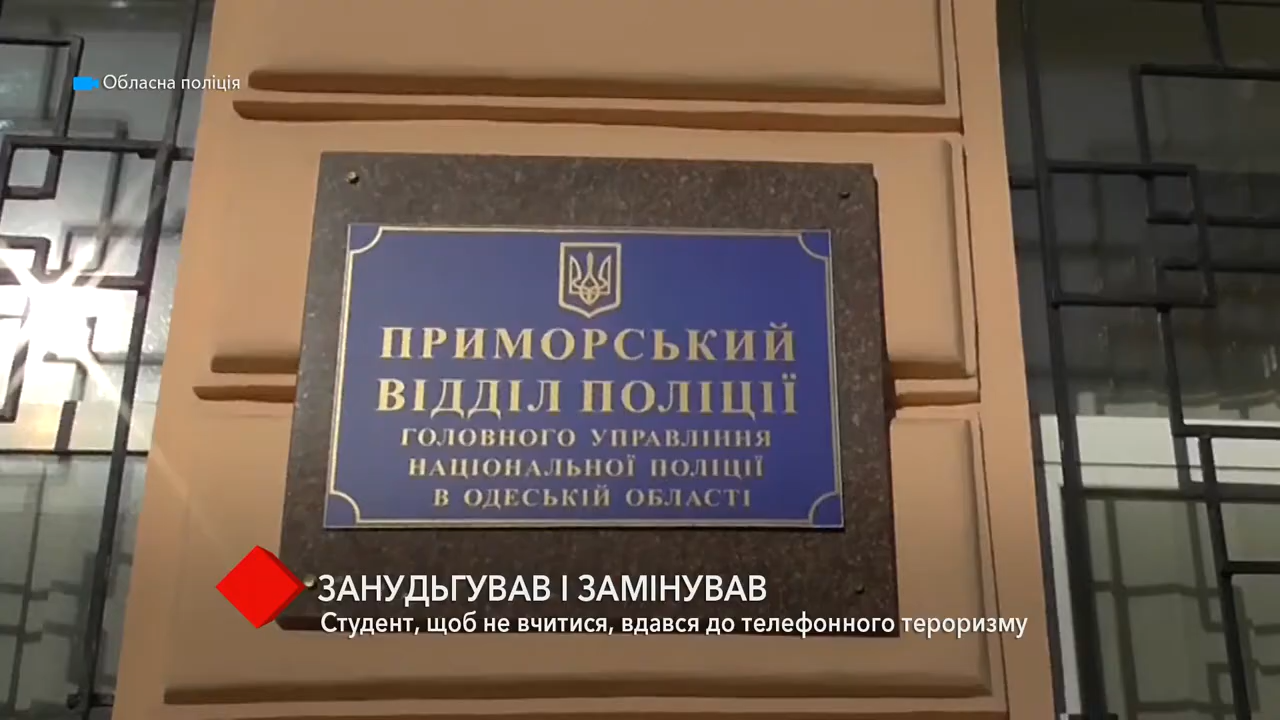 Обласна поліція
ПРИМОРСЬКИЙ
ВІДДІЛ ПОЛІЦІЇ
ГОЛОВНОГО УПРАВЛІННЯ
НАЦІОНАЛЬНОЇ ПОЛІЦІЇ
В ОДЕСЬКІЙ ОБЛАСТІ
ЗАНУДЬГУВАВ І ЗАМІНУВАВ
Студент, щоб не вчитися, вдався до телефонного тероризму